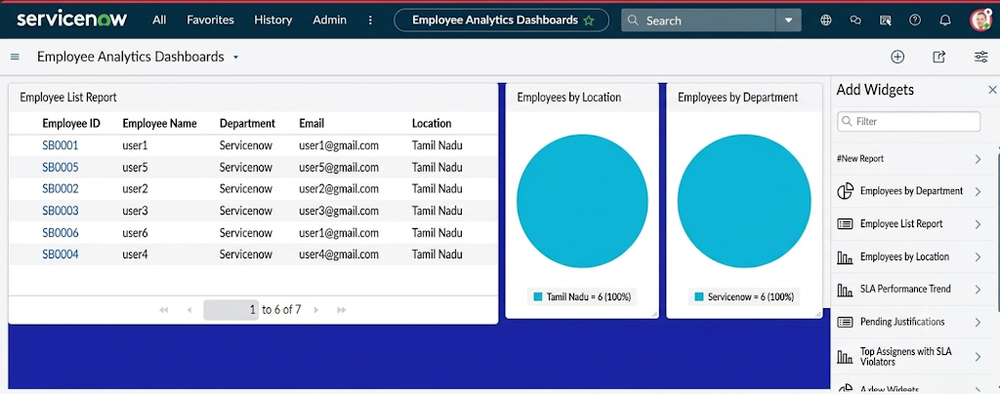 servicenow All Favorites History Admin Employee Analytics Dashboards Search
Employee Analytics Dashboards
Employee List Report
Employee ID Employee Name Department Email Location
SB0001 user1 Servicenow user1@gmail.com Tamil Nadu
SB0005 user5 Servicenow user5@gmail.com Tamil Nadu
SB0002 user2 Servicenow user2@gmail.com Tamil Nadu
SB0003 user3 Servicenow user3@gmail.com Tamil Nadu
SB0006 user6 Servicenow user1@gmail.com Tamil Nadu
SB0004 user4 Servicenow user4@gmail.com Tamil Nadu
1 to 6 of 7
Employees by Location
Tamil Nadu = 6 (100%)
Employees by Department
Servicenow = 6 (100%)
Add Widgets
Filter
#New Report
Employees by Department
Employee List Report
Employees by Location
SLA Performance Trend
Pending Justifications
Top Assignens with SLA
Violators
Widgets